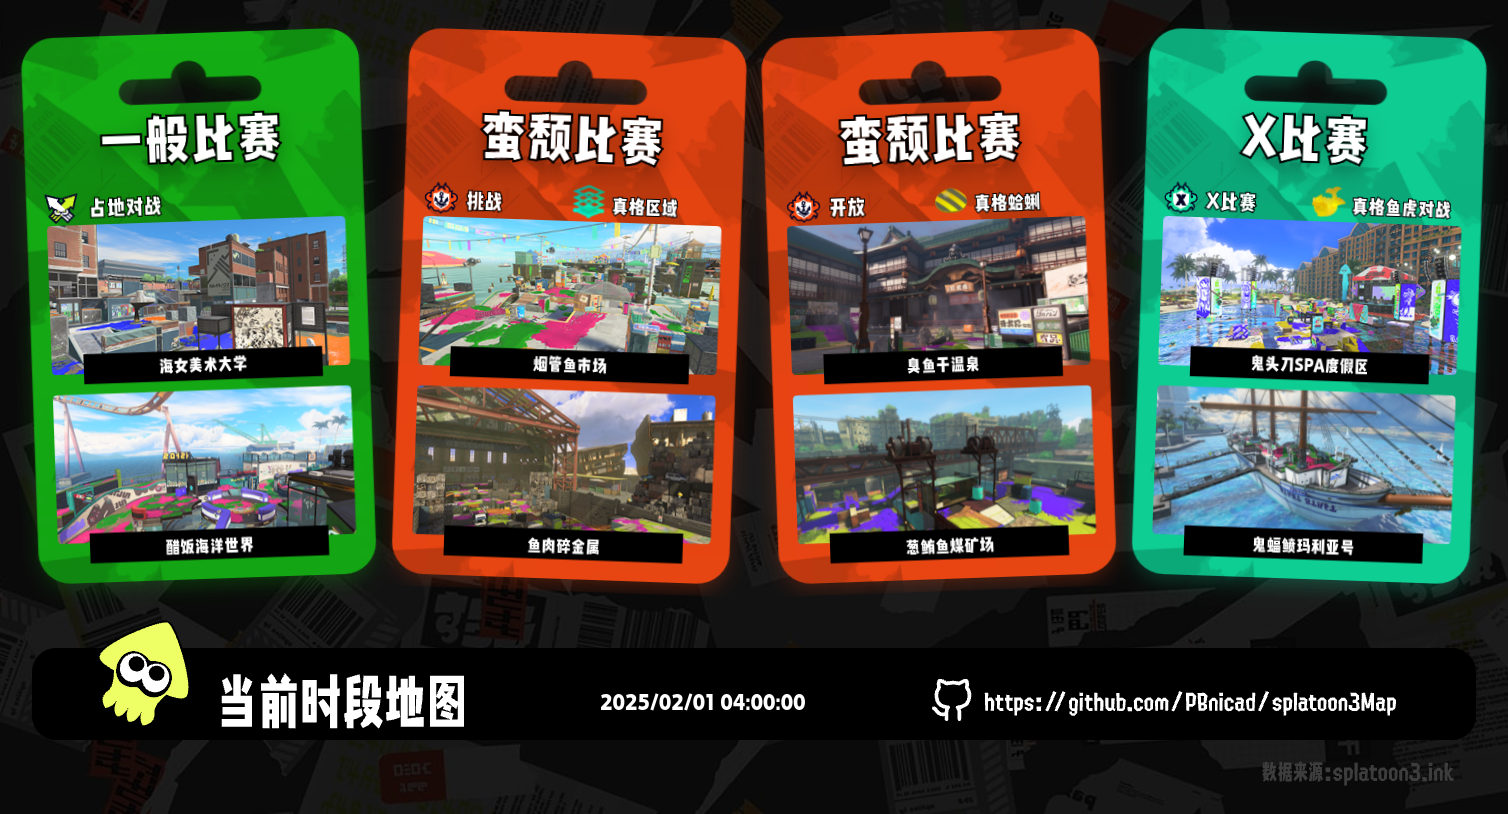 一般比赛
占地对战
海女美术大学
醋饭海洋世界
蛮颓比赛
挑战
真格区域
烟管鱼市场
鱼肉碎金属
蛮颓比赛
开放
真格蛤蜊
臭鱼干温泉
葱鲔鱼煤矿场
X比赛
X比赛
真格鱼虎对战
鬼头刀SPA度假区
鬼蝠鲼玛利亚号
当前时段地图
2025/02/01 04:00:00
https://github.com/PBnicad/splatoon3Map
数据来源:splatoon3.ink